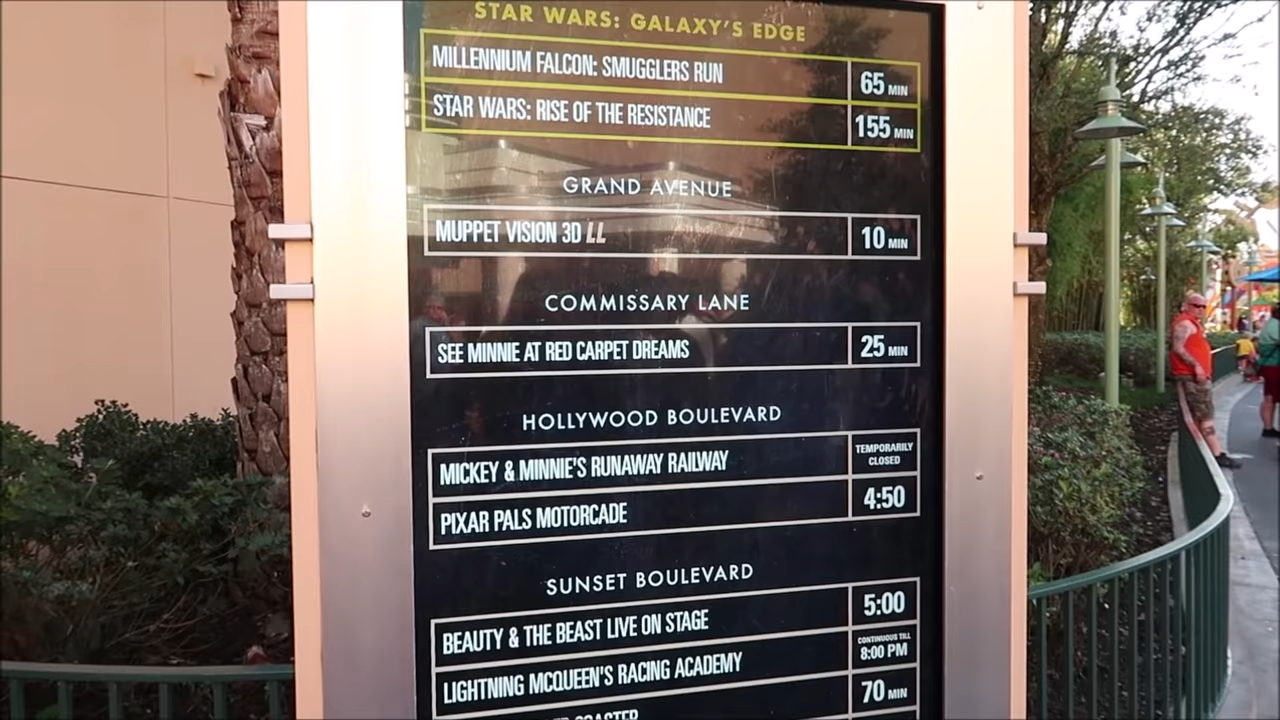 STAR WARS: GALAXY'S EDGE
MILLENNIUM FALCON: SMUGGLERS RUN 65 MIN
STAR WARS: RISE OF THE RESISTANCE 155 MIN
GRAND AVENUE
MUPPET VISION 3D LL 10 MIN
COMMISSARY LANE
SEE MINNIE AT RED CARPET DREAMS 25 MIN
HOLLYWOOD BOULEVARD
MICKEY & MINNIE'S RUNAWAY RAILWAY TEMPORARILY
CLOSED
PIXAR PALS MOTORCADE 4:50
SUNSET BOULEVARD
BEAUTY & THE BEAST LIVE ON STAGE 5:00
LIGHTNING MCQUEEN'S RACING ACADEMY CONTINUOUS TILL
8:00 PM
COASTER 70 MIN